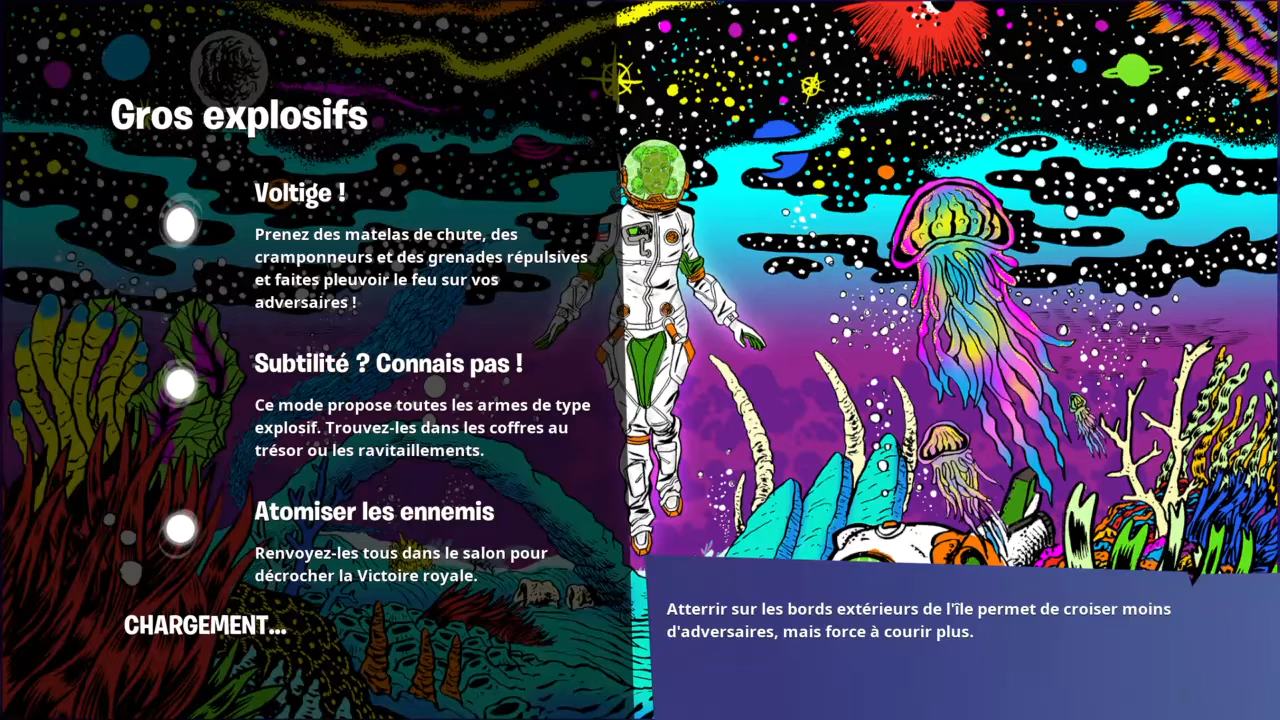 Gros explosifs
Voltige !
Prenez des matelas de chute, des
cramponneurs et des grenades répulsives
et faites pleuvoir le feu sur vos
adversaires !
Subtilité ? Connais pas !
Ce mode propose toutes les armes de type
explosif. Trouvez-les dans les coffres au
trésor ou les ravitaillements.
Atomiser les ennemis
Renvoyez-les tous dans le salon pour
décrocher la Victoire royale.
CHARGEMENT...
Atterrir sur les bords extérieurs de l'île permet de croiser moins
d'adversaires, mais force à courir plus.